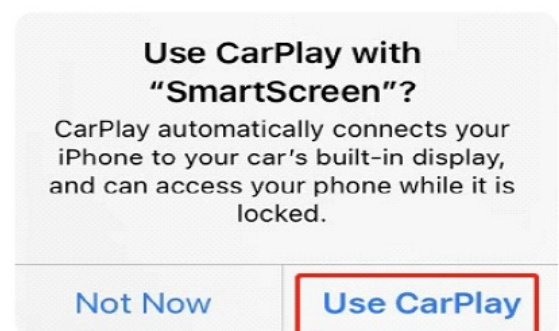 Use CarPlay with
“SmartScreen”?
CarPlay automatically connects your
iPhone to your car’s built-in display,
and can access your phone while it is
locked.
Not Now
Use CarPlay